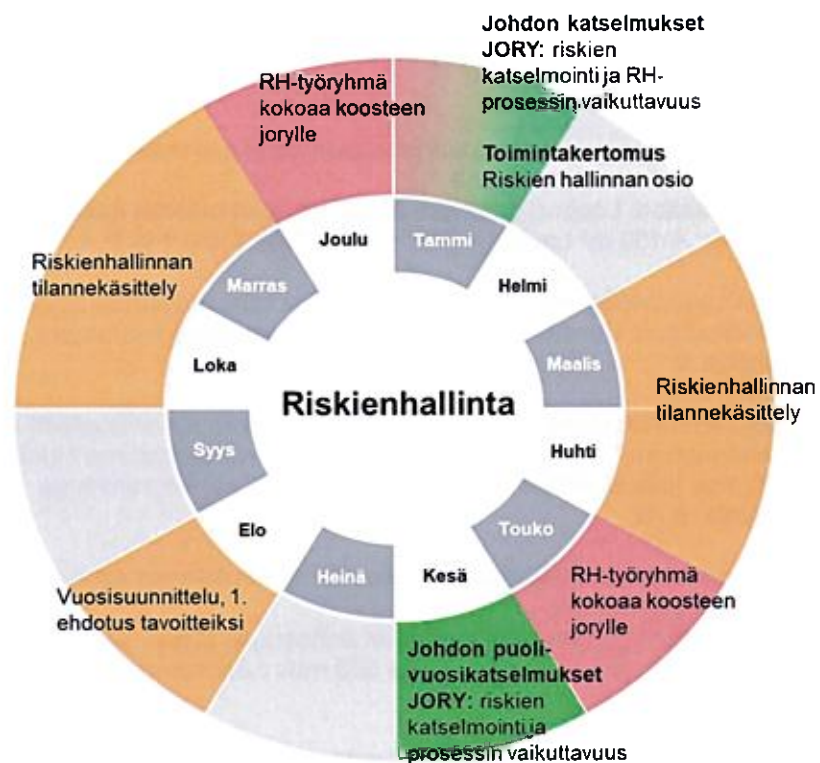 Johdon katselmukset
JORY: riskien
katselmointi ja RH-
prosessin vaikuttavuus
Toimintakertomus
Riskien hallinnan osio
RH-työryhmä
kokoaa koosteen
jorylle
Joulu
Tammi
Helmi
Marras
Riskienhallinnan
tilannekäsittely
Loka
Maalis
Riskienhallinta
Riskienhallinnan
tilannekäsittely
Syys
Huhti
Elo
Touko
Heinä
Kesä
Vuosisuunnittelu, 1.
ehdotus tavoitteiksi
RH-työryhmä
kokoaa koosteen
jorylle
Johdon puoli-
vuosikatselmukset
JORY: riskien
katselmointi ja
prosessin vaikuttavuus